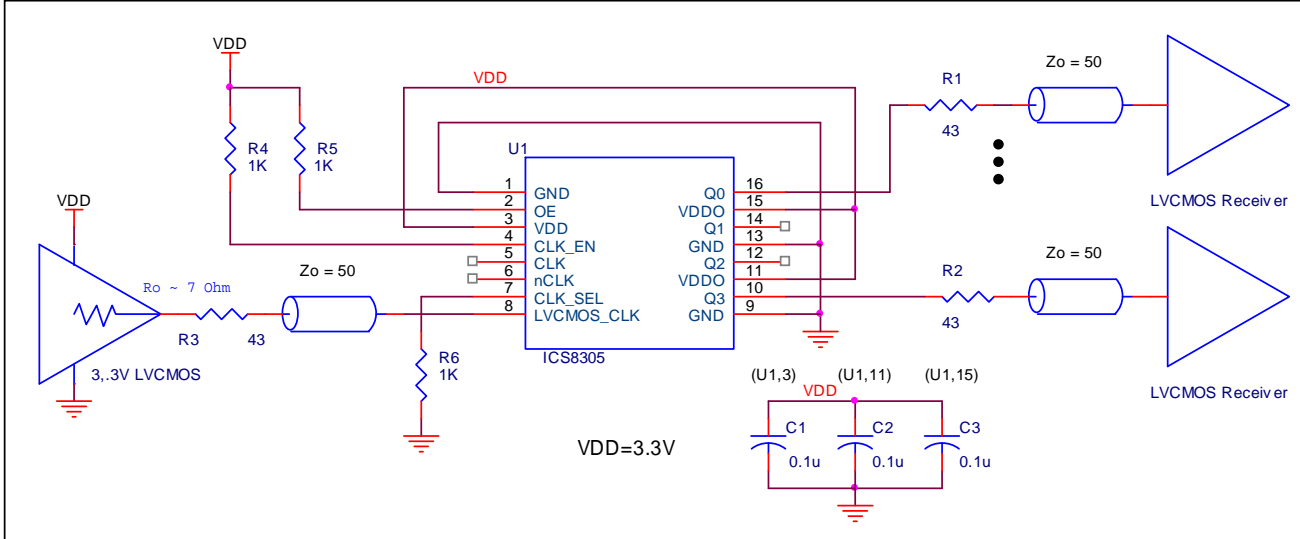 VDD
VDD
R4
1K
R5
1K
U1
R1
43
Zo = 50
LVCMOS Receiver
1
GND
2
OE
3
VDD
4
CLK_EN
5
CLK
6
nCLK
7
CLK_SEL
8
LVCMOS_CLK
16
Q0
15
VDDO
14
Q1
13
GND
12
Q2
11
VDDO
10
Q3
9
GND
ICS8305
VDD
Ro ~ 7 Ohm
R3
43
Zo = 50
3,.3V LVCMOS
R6
1K
R2
43
Zo = 50
LVCMOS Receiver
VDD=3.3V
(U1,3)
(U1,11)
(U1,15)
VDD
C1
0.1u
C2
0.1u
C3
0.1u